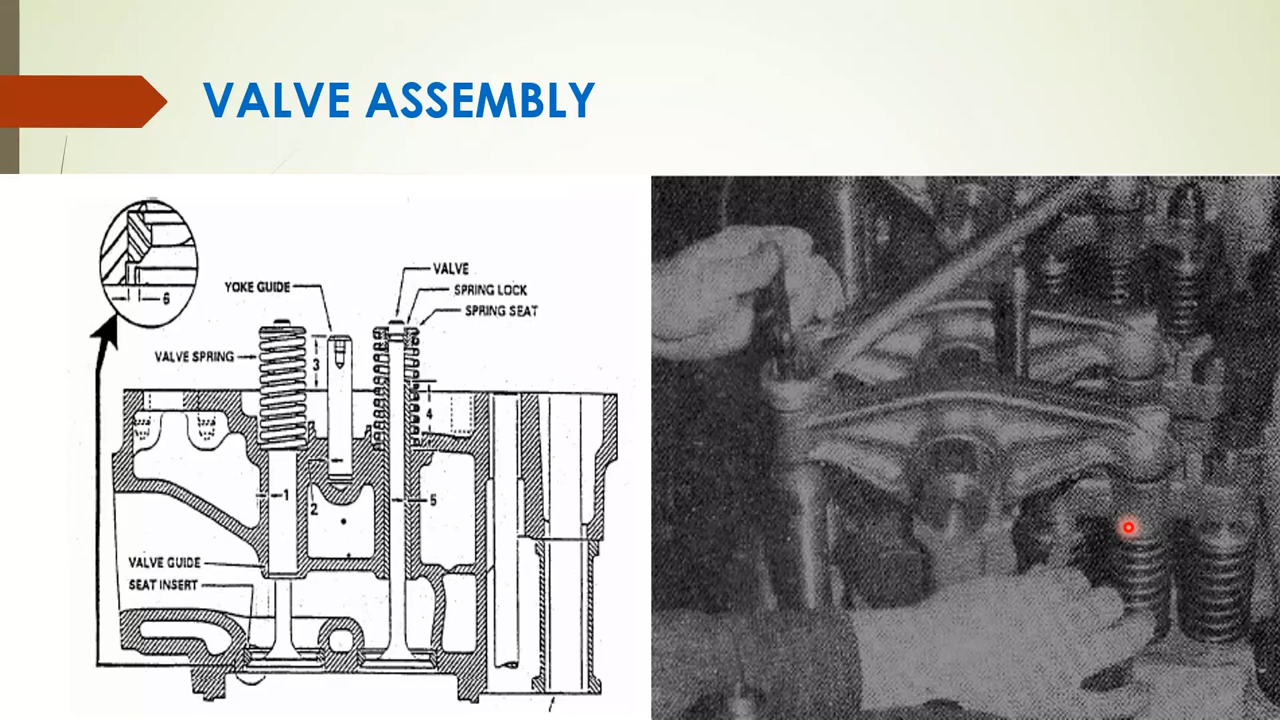 VALVE ASSEMBLY
6
VALVE
YOKE GUIDE
SPRING LOCK
SPRING SEAT
VALVE SPRING
3
4
1
5
2
VALVE GUIDE
SEAT INSERT